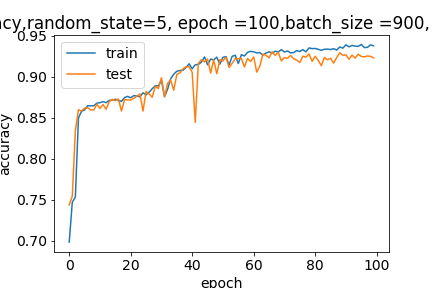 cy,random_state=5, epoch =100,batch_size =900,
0.95
0.90
0.85
0.80
0.75
0.70
accuracy
train
test
0
20
40
60
80
100
epoch